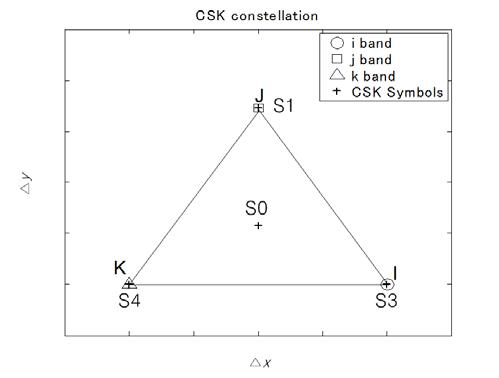 CSK constellation
i band
j band
k band
CSK Symbols
J S1
S0
K
I
S4
S3
△y
△x